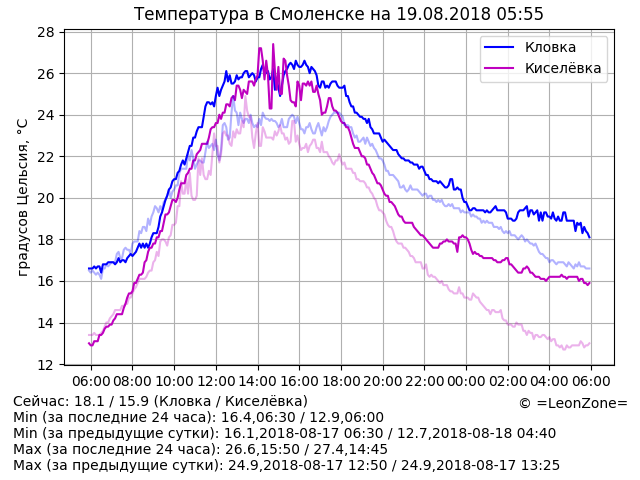 Температура в Смоленске на 19.08.2018 05:55
градусов Цельсия, °C
28
26
24
22
20
18
16
14
12
Кловка
Киселёвка
06:00 08:00 10:00 12:00 14:00 16:00 18:00 20:00 22:00 00:00 02:00 04:00 06:00
Сейчас: 18.1 / 15.9 (Кловка / Киселёвка)
© =LeonZone=
Min (за последние 24 часа): 16.4,06:30 / 12.9,06:00
Min (за предыдущие сутки): 16.1,2018-08-17 06:30 / 12.7,2018-08-18 04:40
Max (за последние 24 часа): 26.6,15:50 / 27.4,14:45
Max (за предыдущие сутки): 24.9,2018-08-17 12:50 / 24.9,2018-08-17 13:25